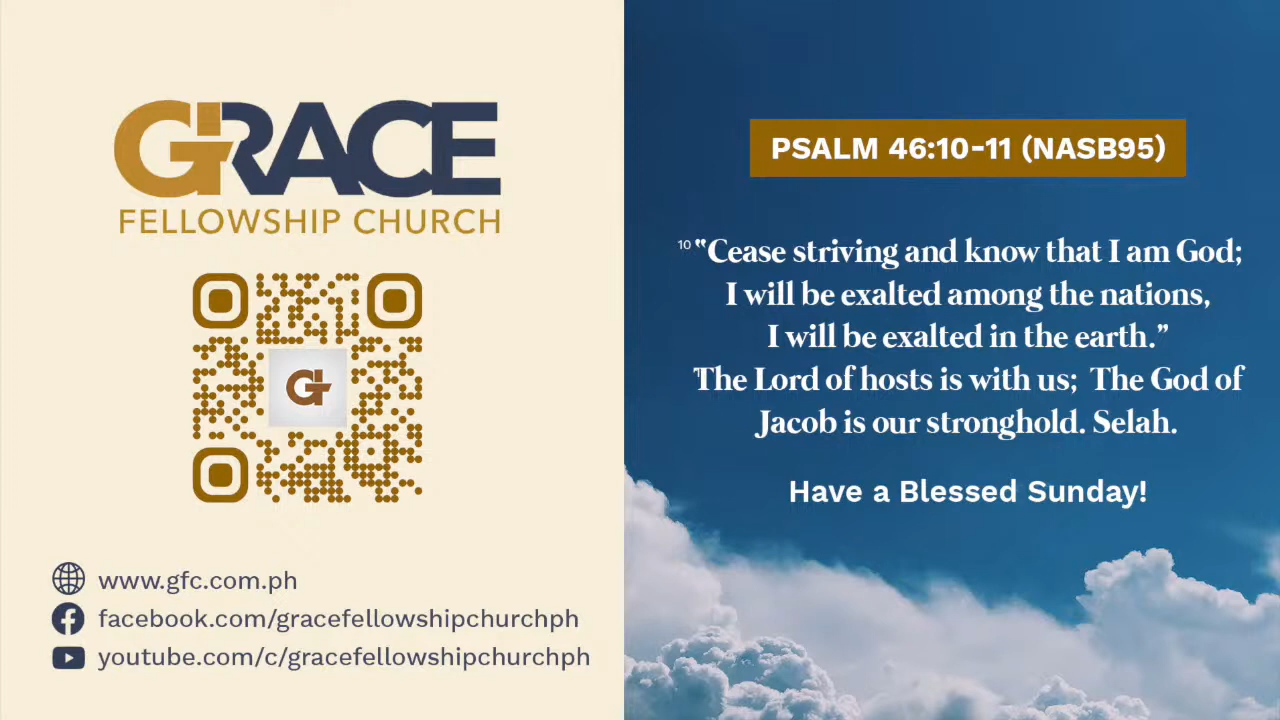 GRACE
FELLOWSHIP CHURCH
www.gfc.com.ph
facebook.com/gracefellowshipchurchph
youtube.com/c/gracefellowshipchurchph
PSALM 46:10-11 (NASB95)
10 “Cease striving and know that I am God;
I will be exalted among the nations,
I will be exalted in the earth.”
The Lord of hosts is with us;  The God of
Jacob is our stronghold. Selah.
Have a Blessed Sunday!